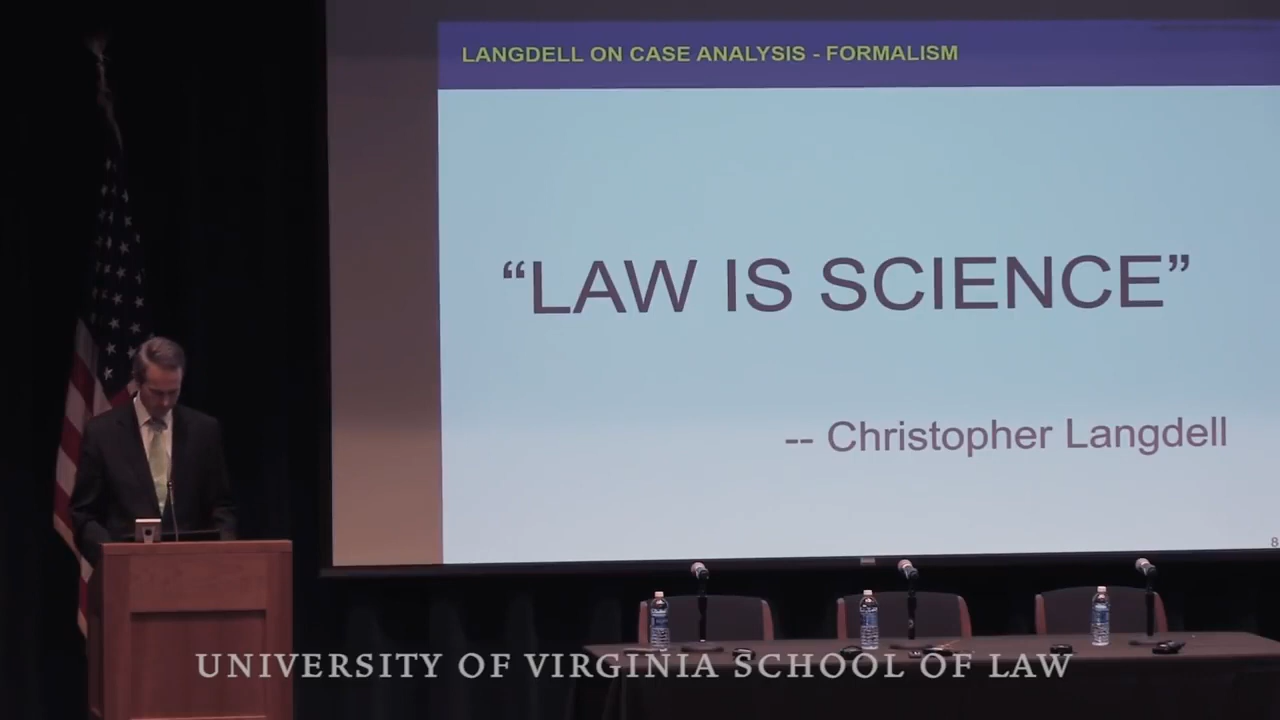 LANGDELL ON CASE ANALYSIS - FORMALISM
“LAW IS SCIENCE”
-- Christopher Langdell
8
UNIVERSITY OF VIRGINIA SCHOOL OF LAW